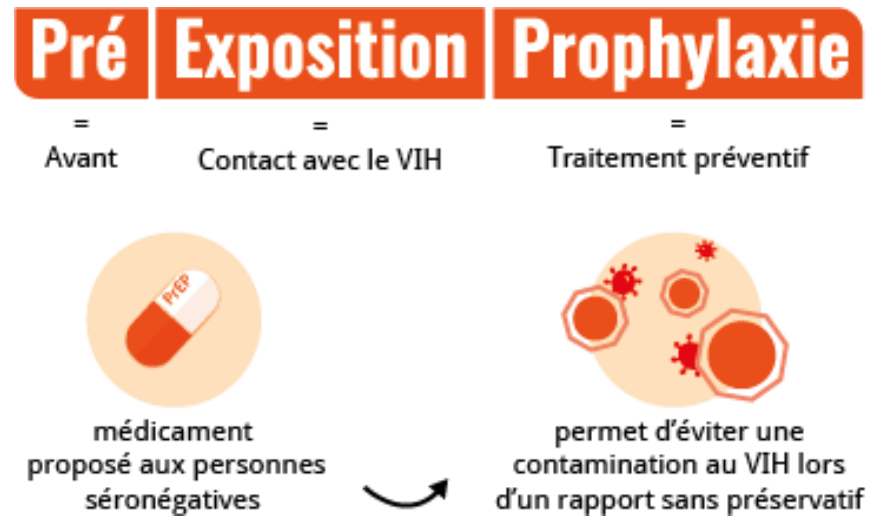 Pré Exposition Prophylaxie
= = =
Avant Contact avec le VIH Traitement préventif
PrEP
médicament
proposé aux personnes
séronégatives
permet d'éviter une
contamination au VIH lors
d'un rapport sans préservatif